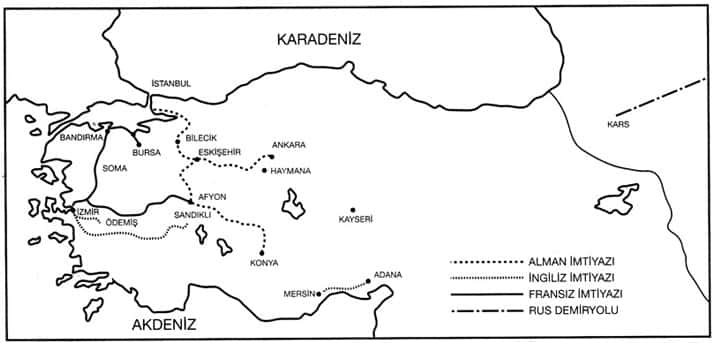 KARADENİZ
İSTANBUL
KARS
BANDIRMA
BİLECİK
BURSA
ESKİŞEHİR
ANKARA
HAYMANA
SOMA
AFYON
İZMİR
ÖDEMİŞ
SANDIKLI
KAYSERİ
KONYA
ADANA
MERSİN
AKDENİZ
ALMAN İMTİYAZI
İNGİLİZ İMTİYAZI
FRANSIZ İMTİYAZI
RUS DEMİRYOLU